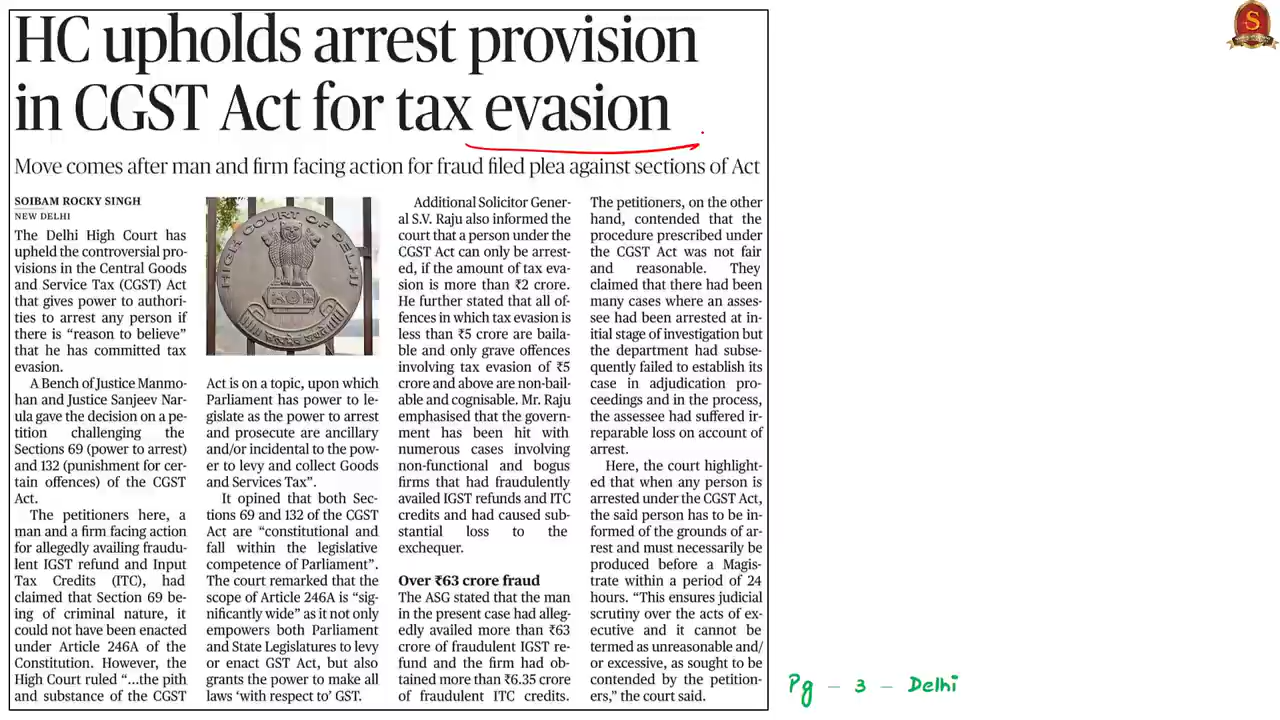 HC upholds arrest provision
in CGST Act for tax evasion
Move comes after man and firm facing action for fraud filed plea against sections of Act
SOIBAM ROCKY SINGH
NEW DELHI
The Delhi High Court has
upheld the controversial pro-
visions in the Central Goods
and Service Tax (CGST) Act
that gives power to authori-
ties to arrest any person if
there is “reason to believe”
that he has committed tax
evasion.
A Bench of Justice Manmo-
han and Justice Sanjeev Nar-
ula gave the decision on a pe-
tition challenging the
Sections 69 (power to arrest)
and 132 (punishment for cer-
tain offences) of the CGST
Act.
The petitioners here, a
man and a firm facing action
for allegedly availing fraudu-
lent IGST refund and Input
Tax Credits (ITC), had
claimed that Section 69 be-
ing of criminal nature, it
could not have been enacted
under Article 246A of the
Constitution. However, the
High Court ruled “...the pith
and substance of the CGST
HIGH COURT OF DELHI
सत्यमेव जयते
Act is on a topic, upon which
Parliament has power to le-
gislate as the power to arrest
and prosecute are ancillary
and/or incidental to the pow-
er to levy and collect Goods
and Services Tax”.
It opined that both Sec-
tions 69 and 132 of the CGST
Act are “constitutional and
fall within the legislative
competence of Parliament”.
The court remarked that the
scope of Article 246A is “sig-
nificantly wide” as it not only
empowers both Parliament
and State Legislatures to levy
or enact GST Act, but also
grants the power to make all
laws ‘with respect to’ GST.
Additional Solicitor Gener-
al S.V. Raju also informed the
court that a person under the
CGST Act can only be arrest-
ed, if the amount of tax eva-
sion is more than ₹2 crore.
He further stated that all of-
fences in which tax evasion is
less than ₹5 crore are baila-
ble and only grave offences
involving tax evasion of ₹5
crore and above are non-bail-
able and cognisable. Mr. Raju
emphasised that the govern-
ment has been hit with
numerous cases involving
non-functional and bogus
firms that had fraudulently
availed IGST refunds and ITC
credits and had caused sub-
stantial loss to the
exchequer.
Over ₹63 crore fraud
The ASG stated that the man
in the present case had alleg-
edly availed more than ₹63
crore of fraudulent IGST re-
fund and the firm had ob-
tained more than ₹6.35 crore
of fraudulent ITC credits.
The petitioners, on the other
hand, contended that the
procedure prescribed under
the CGST Act was not fair
and reasonable. They
claimed that there had been
many cases where an asses-
see had been arrested at in-
itial stage of investigation but
the department had subse-
quently failed to establish its
case in adjudication pro-
ceedings and in the process,
the assessee had suffered ir-
reparable loss on account of
arrest.
Here, the court highlight-
ed that when any person is
arrested under the CGST Act,
the said person has to be in-
formed of the grounds of ar-
rest and must necessarily be
produced before a Magis-
trate within a period of 24
hours. “This ensures judicial
scrutiny over the acts of ex-
ecutive and it cannot be
termed as unreasonable and/
or excessive, as sought to be
contended by the petition-
ers,” the court said.
Pg - 3 - Delhi
S